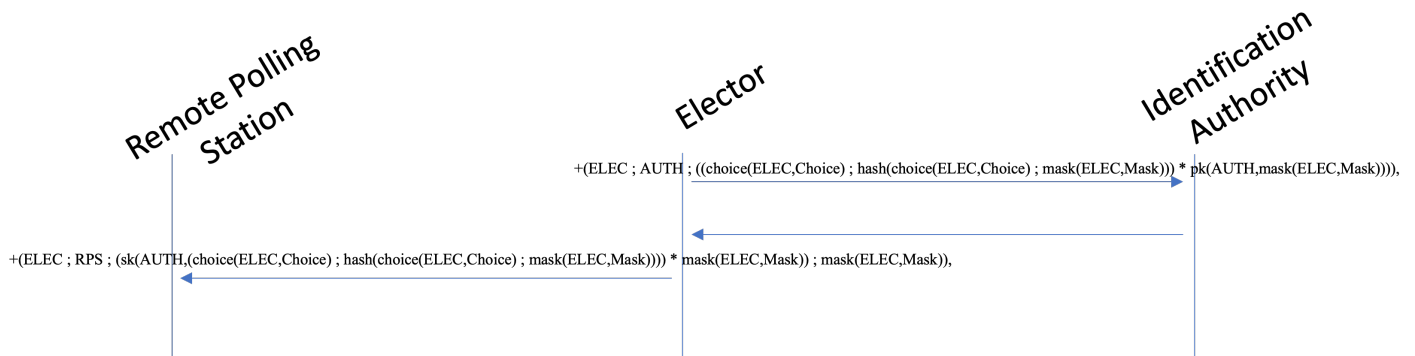 Remote Polling
Station
Elector
Identification
Authority
+(ELEC ; AUTH ; ((choice(ELEC,Choice) ; hash(choice(ELEC,Choice) ; mask(ELEC,Mask))) * pk(AUTH,mask(ELEC,Mask)))),
+(ELEC ; RPS ; (sk(AUTH,(choice(ELEC,Choice) ; hash(choice(ELEC,Choice) ; mask(ELEC,Mask)))) * mask(ELEC,Mask)) ; mask(ELEC,Mask)),